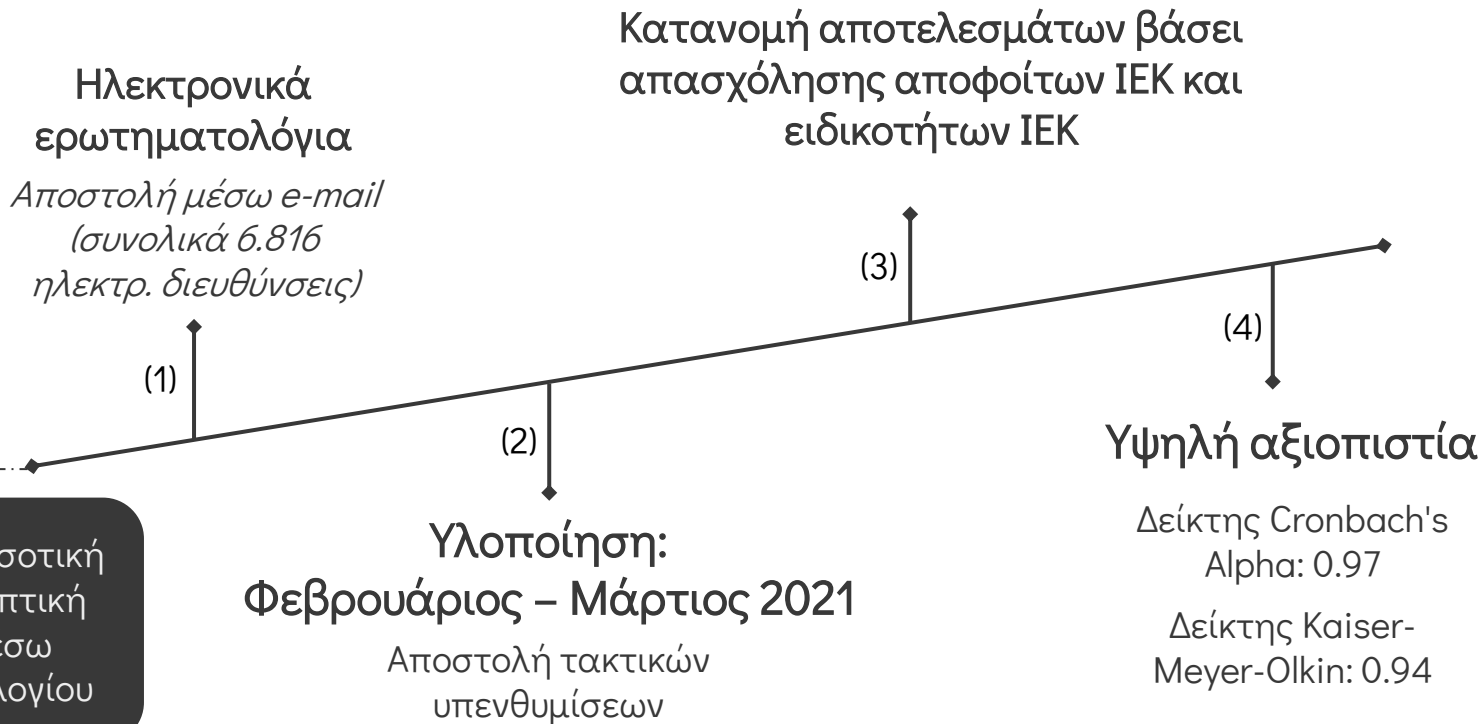 Ηλεκτρονικά
ερωτηματολόγια
Αποστολή μέσω e-mail
(συνολικά 6.816
ηλεκτρ. διευθύνσεις)
(1)
(2)
Υλοποίηση:
Φεβρουάριος – Μάρτιος 2021
Αποστολή τακτικών
υπενθυμίσεων
Κατανομή αποτελεσμάτων βάσει
απασχόλησης αποφοίτων ΙΕΚ και
ειδικοτήτων ΙΕΚ
(3)
(4)
Υψηλή αξιοπιστία
Δείκτης Cronbach's
Alpha: 0.97
Δείκτης Kaiser-
Meyer-Olkin: 0.94